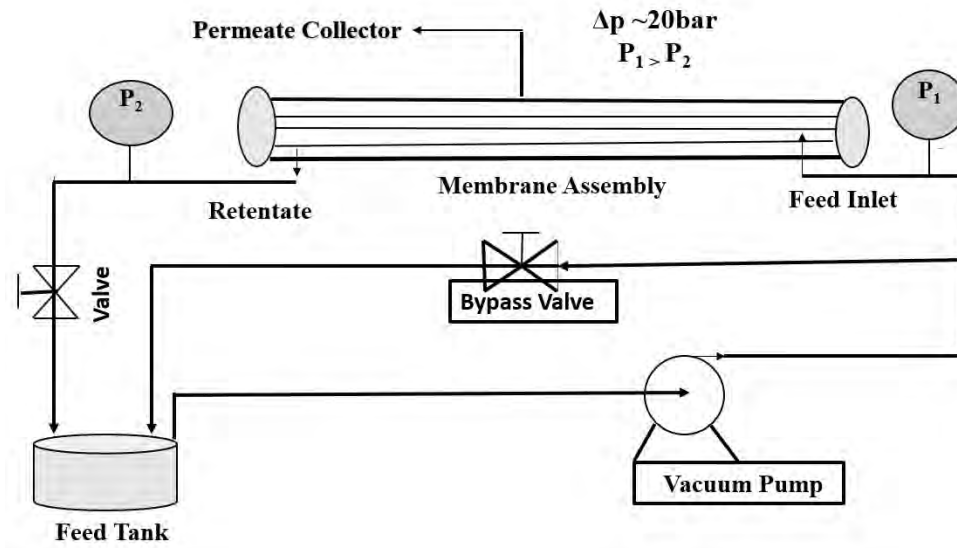 Permeate Collector
Δp ~20bar
P₁ > P₂
P₂
P₁
Membrane Assembly
Retentate
Feed Inlet
Valve
Bypass Valve
Vacuum Pump
Feed Tank